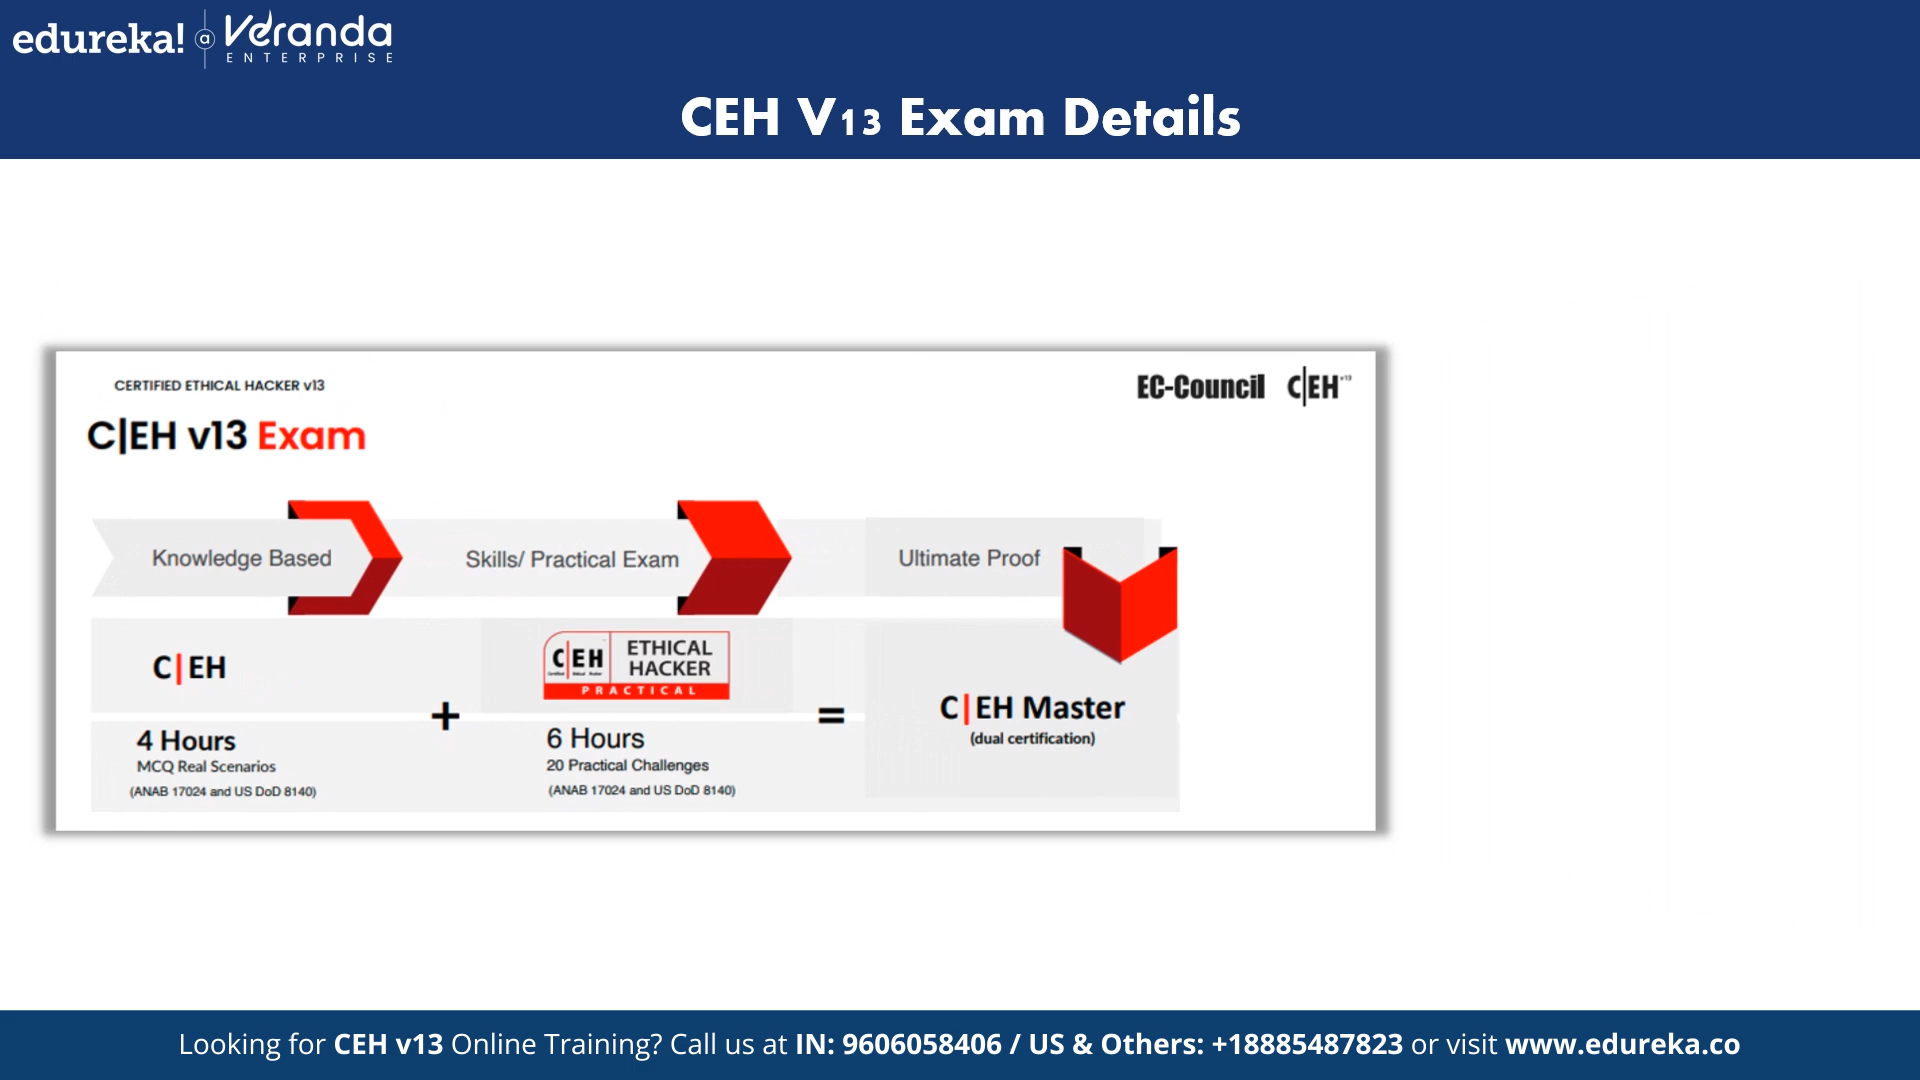 edureka! a Veranda
ENTERPRISE
CEH V13 Exam Details
CERTIFIED ETHICAL HACKER v13
EC-Council C|EH v13
C|EH v13 Exam
Knowledge Based
Skills/ Practical Exam
Ultimate Proof
C|EH
C|EH
Certified Ethical Hacker
ETHICAL
HACKER
PRACTICAL
+
=
C|EH Master
(dual certification)
4 Hours
MCQ Real Scenarios
(ANAB 17024 and US DoD 8140)
6 Hours
20 Practical Challenges
(ANAB 17024 and US DoD 8140)
Looking for CEH v13 Online Training? Call us at IN: 9606058406 / US & Others: +18885487823 or visit www.edureka.co